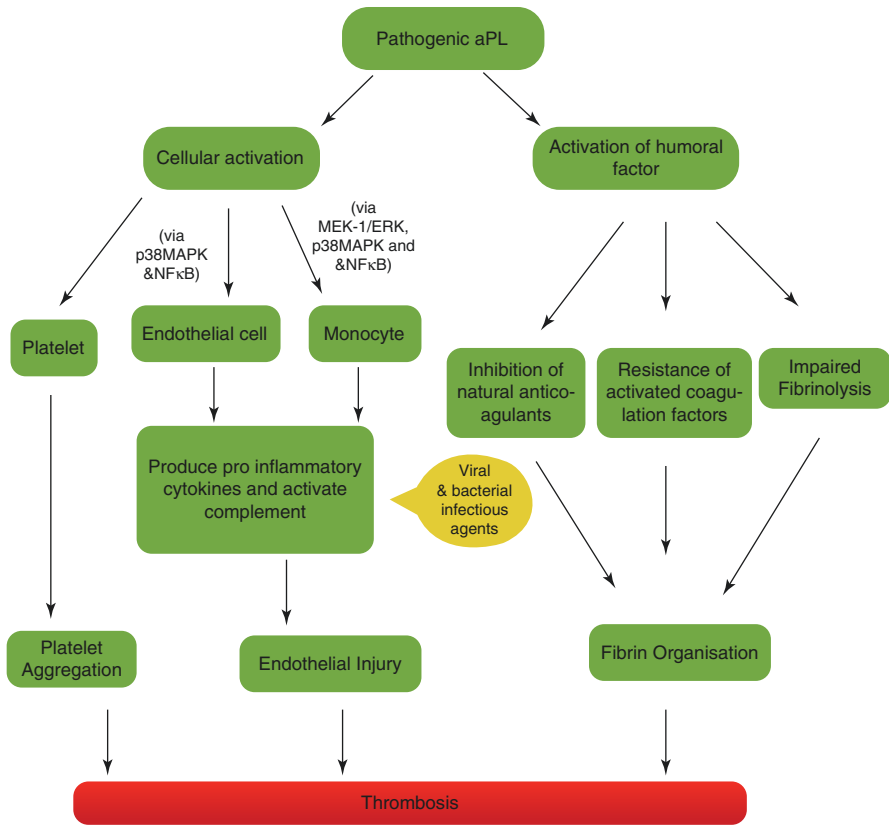 Pathogenic aPL
Cellular activation
Activation of humoral
factor
(via
p38MAPK
&NFκB)
(via
MEK-1/ERK,
p38MAPK and
&NFκB)
Platelet
Endothelial cell
Monocyte
Inhibition of
natural antico-
agulants
Resistance of
activated coagu-
lation factors
Impaired
Fibrinolysis
Produce pro inflammatory
cytokines and activate
complement
Viral
& bacterial
infectious
agents
Platelet
Aggregation
Endothelial Injury
Fibrin Organisation
Thrombosis